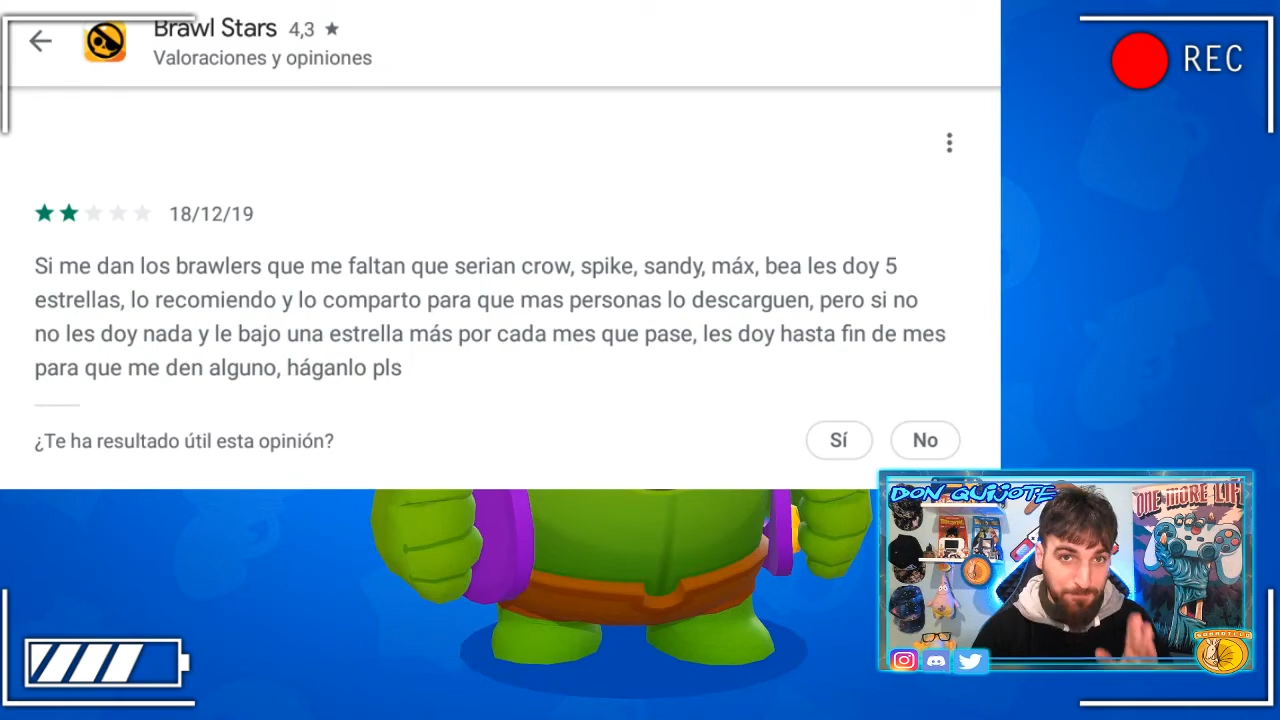 Brawl Stars 4,3 ★
Valoraciones y opiniones
REC
18/12/19
Si me dan los brawlers que me faltan que serian crow, spike, sandy, máx, bea les doy 5
estrellas, lo recomiendo y lo comparto para que mas personas lo descarguen, pero si no
no les doy nada y le bajo una estrella más por cada mes que pase, les doy hasta fin de mes
para que me den alguno, háganlo pls
¿Te ha resultado útil esta opinión?
Sí
No
DON QUIJOTE
ONE MORE LIFE